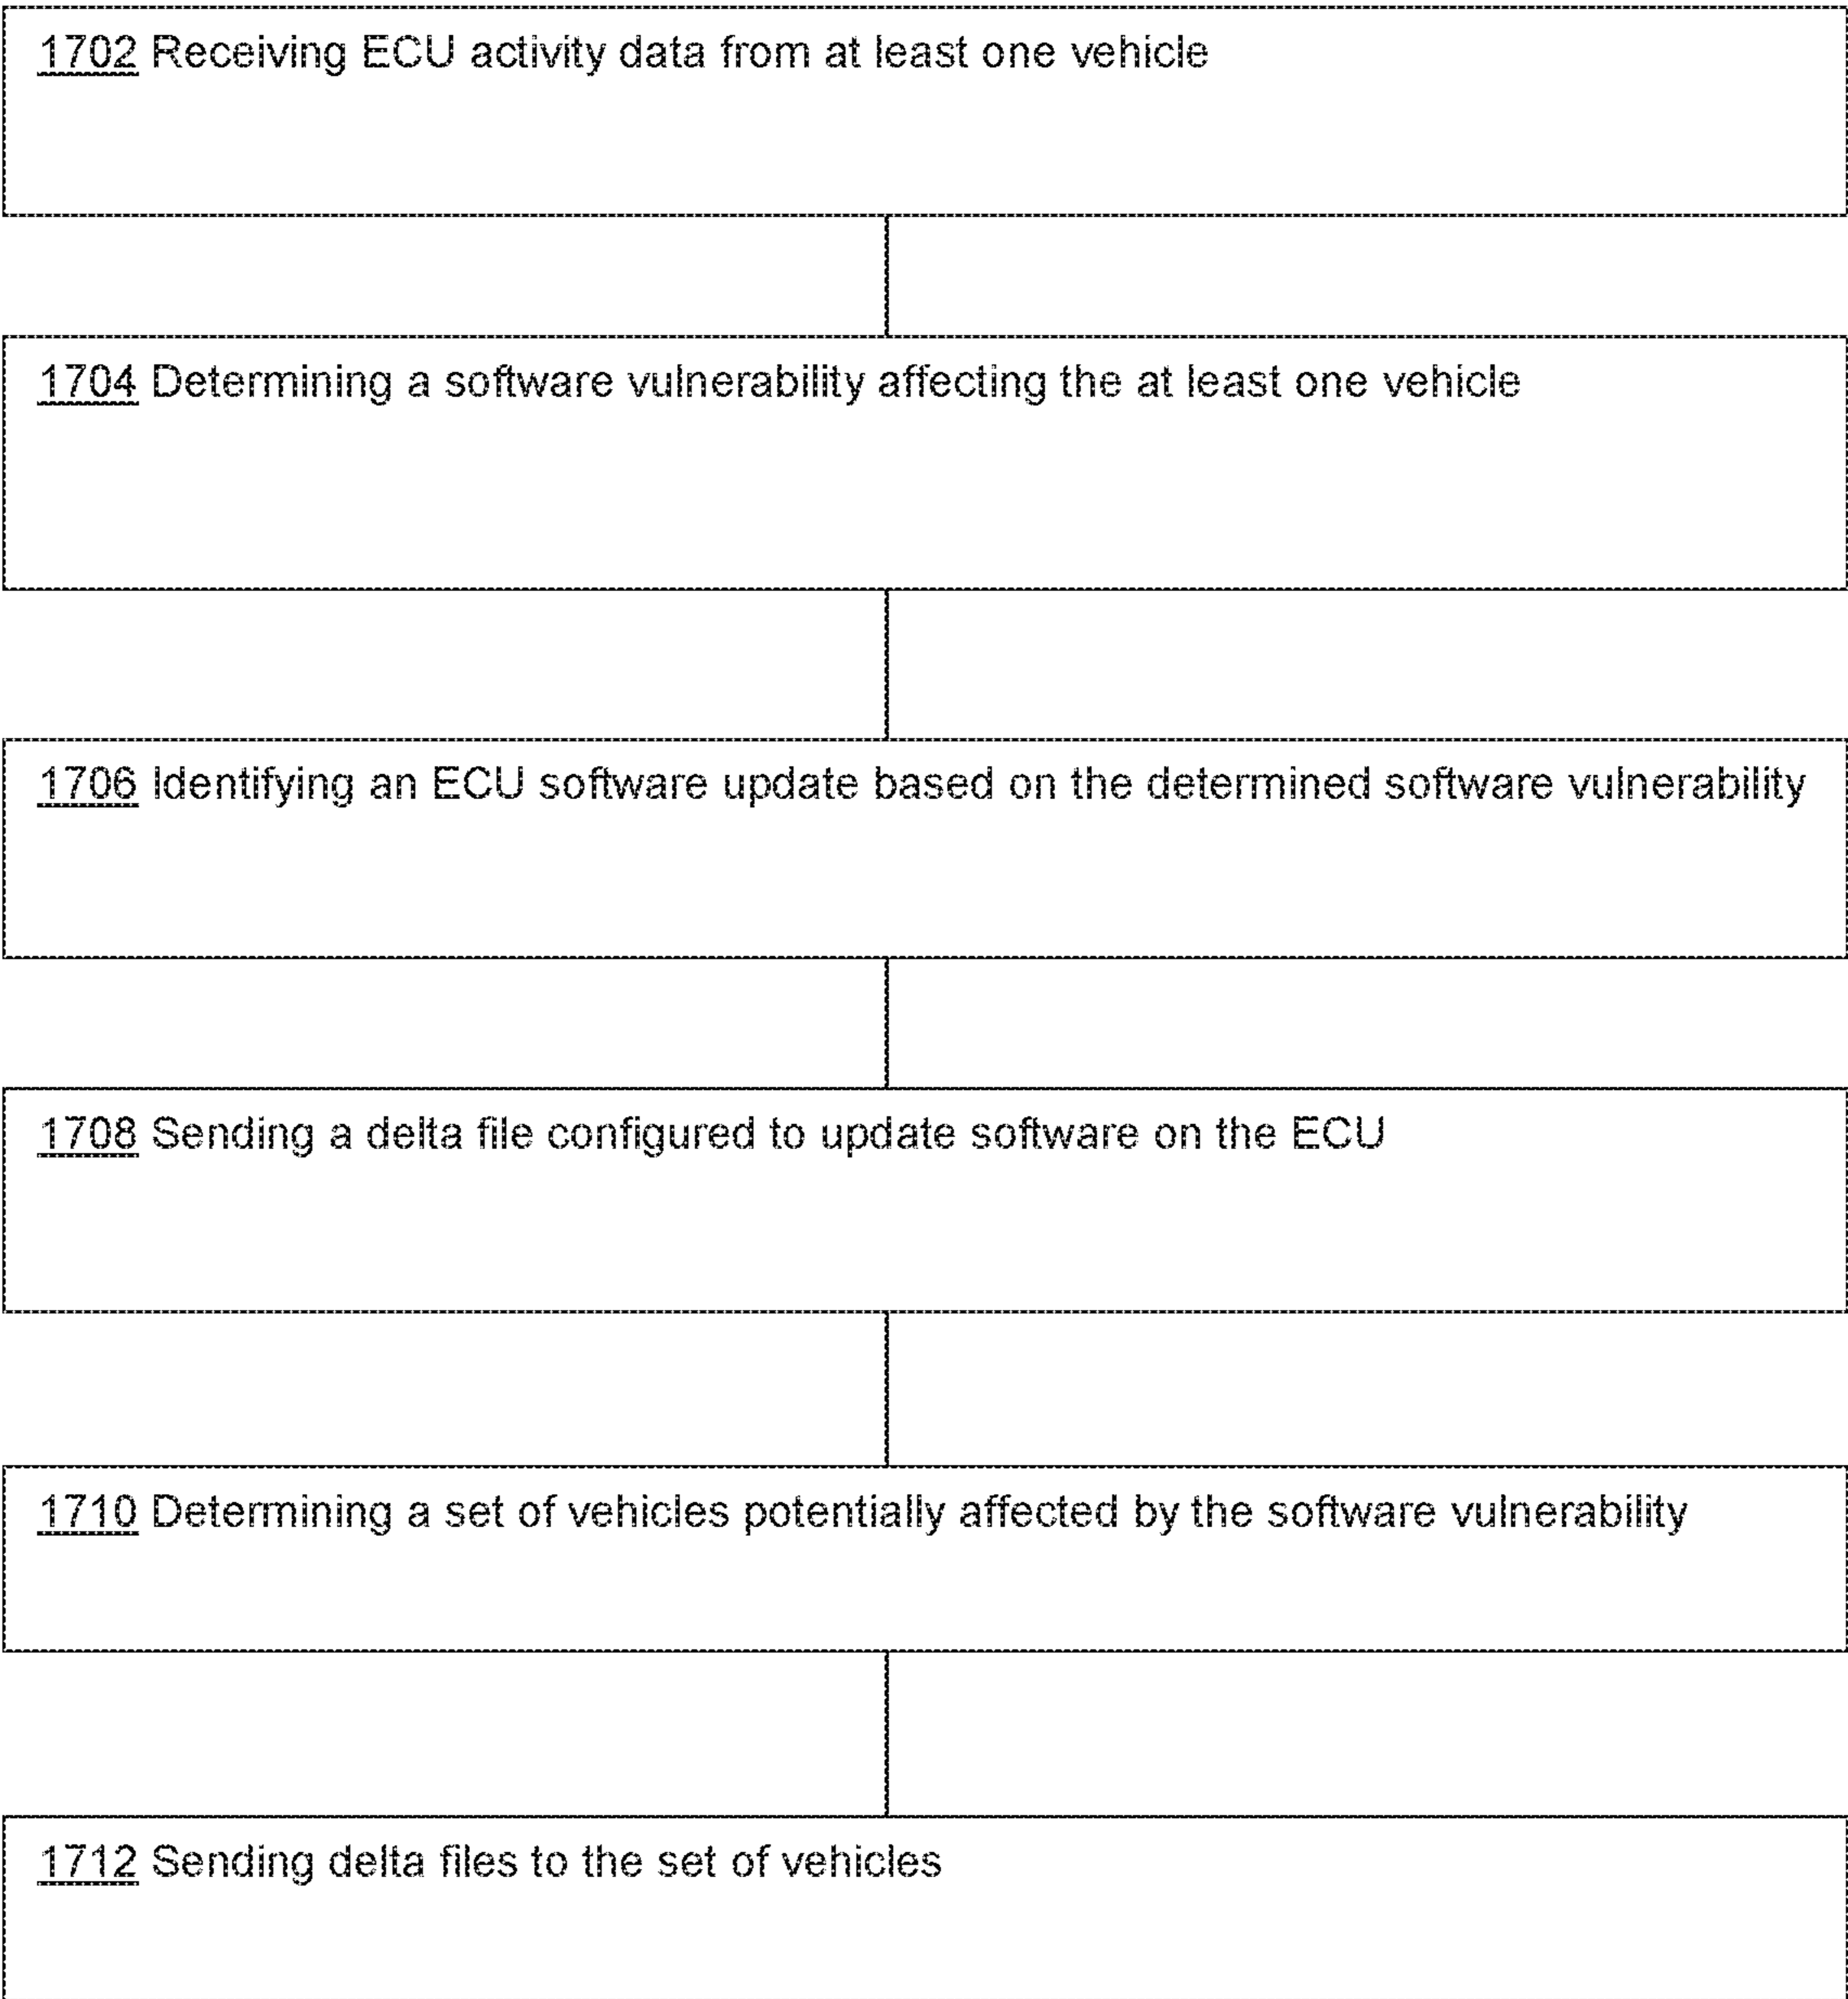 1702 Receiving ECU activity data from at least one vehicle
1704 Determining a software vulnerability affecting the at least one vehicle
1706 Identifying an ECU software update based on the determined software vulnerability
1708 Sending a delta file configured to update software on the ECU
1710 Determining a set of vehicles potentially affected by the software vulnerability
1712 Sending delta files to the set of vehicles